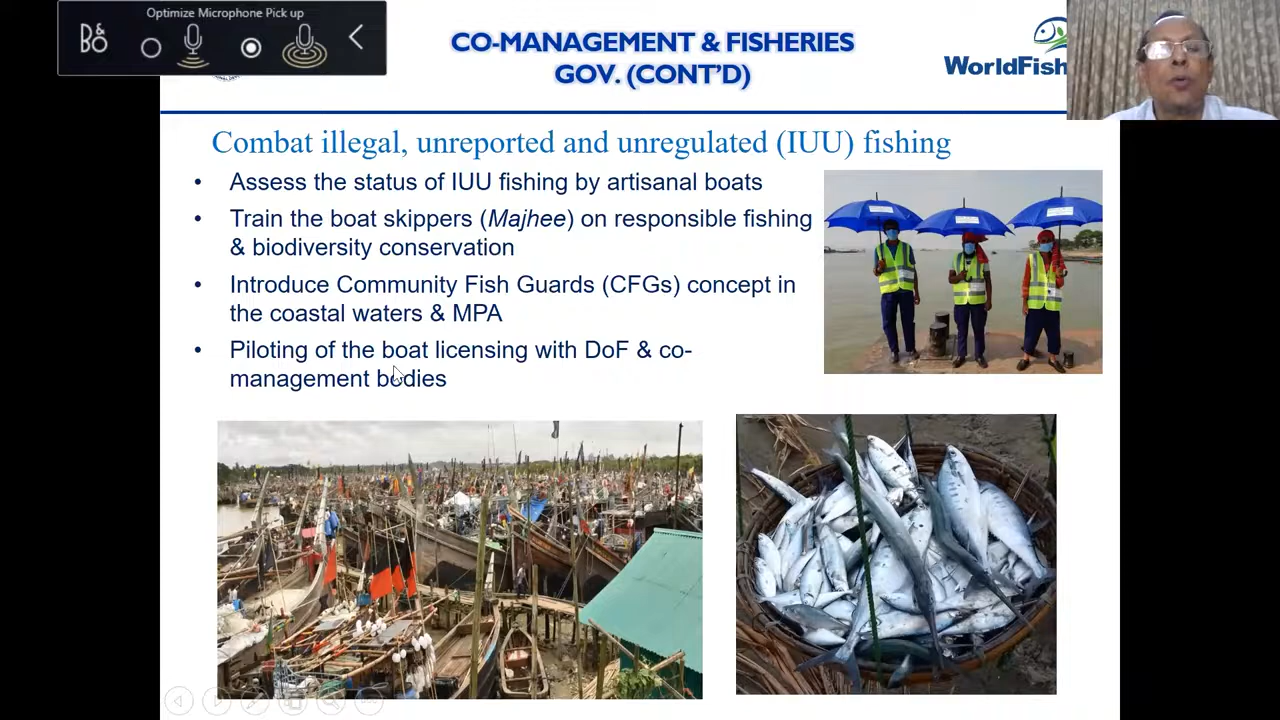 Optimize Microphone Pick up
B&O
CO-MANAGEMENT & FISHERIES
GOV. (CONT'D)
WorldFish
Combat illegal, unreported and unregulated (IUU) fishing
• Assess the status of IUU fishing by artisanal boats
• Train the boat skippers (Majhee) on responsible fishing
& biodiversity conservation
• Introduce Community Fish Guards (CFGs) concept in
the coastal waters & MPA
• Piloting of the boat licensing with DoF & co-
management bodies